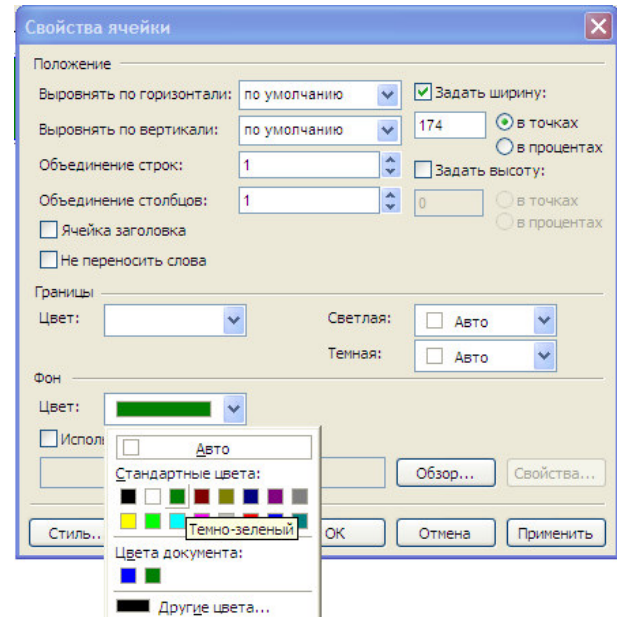 Свойства ячейки
Положение
Выровнять по горизонтали: по умолчанию
Задать ширину:
Выровнять по вертикали: по умолчанию
174
в точках
в процентах
Объединение строк: 1
Задать высоту:
Объединение столбцов: 1
0
в точках
в процентах
Ячейка заголовка
Не переносить слова
Границы
Цвет:
Светлая: Авто
Темная: Авто
Фон
Цвет:
Авто
Стандартные цвета:
Обзор...
Свойства...
Темно-зеленый
Стиль..
ОК
Отмена
Применить
Цвета документа:
Другие цвета...